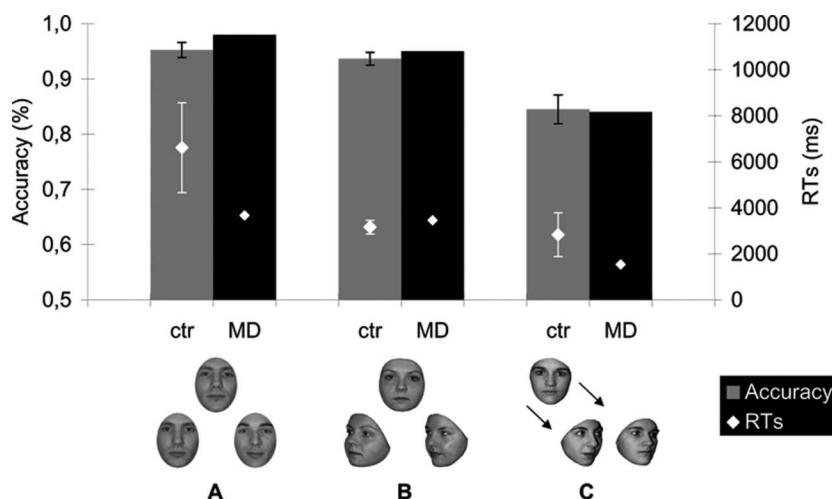 Accuracy (%)
1,0
0,9
0,8
0,7
0,6
0,5
12000
10000
8000
6000
4000
2000
0
RTs (ms)
ctr MD ctr MD ctr MD
Accuracy
RTs
A B C